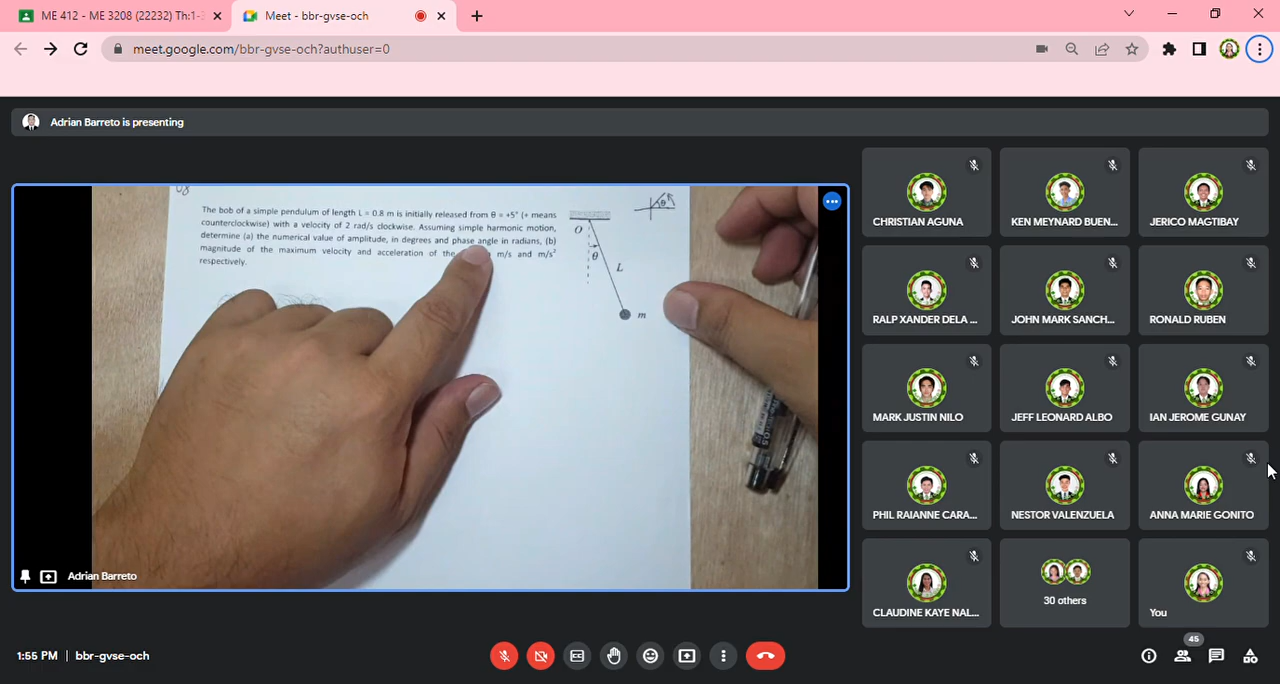 ME 412 - ME 3208 (22232) Th:1-
Meet - bbr-gvse-och
meet.google.com/bbr-gvse-och?authuser=0
Adrian Barreto is presenting
08
The bob of a simple pendulum of length L = 0.8 m is initially released from θ = +5° (+ means
counterclockwise) with a velocity of 2 rad/s clockwise. Assuming simple harmonic motion,
determine (a) the numerical value of amplitude, in degrees and phase angle in radians, (b)
magnitude of the maximum velocity and acceleration of the m/s and m/s²
respectively.
θ
O
θ
L
m
Adrian Barreto
CHRISTIAN AGUNA
KEN MEYNARD BUEN...
JERICO MAGTIBAY
RALP XANDER DELA ...
JOHN MARK SANCH...
RONALD RUBEN
MARK JUSTIN NILO
JEFF LEONARD ALBO
IAN JEROME GUNAY
PHIL RAIANNE CARA...
NESTOR VALENZUELA
ANNA MARIE GONITO
CLAUDINE KAYE NAL...
30 others
You
1:55 PM | bbr-gvse-och
45